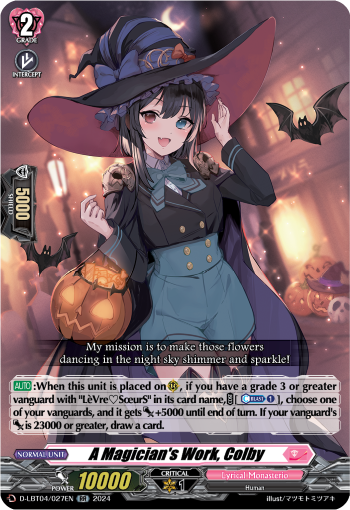 2
GRADE
INTERCEPT
5000
SHIELD
My mission is to make those flowers
dancing in the night sky shimmer and sparkle!
AUTO :When this unit is placed on RC, if you have a grade 3 or greater
vanguard with "LèVre♡SœurS" in its card name, [BLAST 1], choose one
of your vanguards, and it gets +5000 until end of turn. If your vanguard's
is 23000 or greater, draw a card.
NORMAL UNIT
A Magician's Work, Colby
POWER 10000
CRITICAL
1
Lyrical Monasterio
Human
D-LBT04/027EN RR 2024
illust/マツモトミツアキ